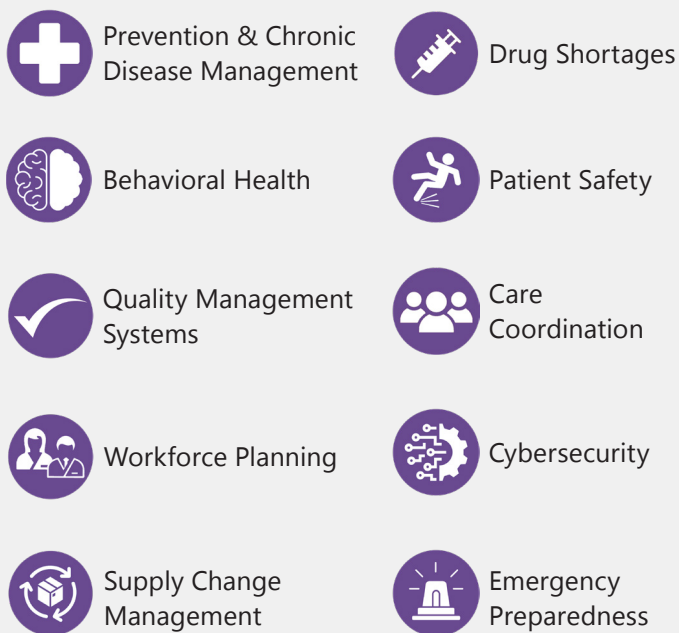 Prevention & Chronic
Disease Management
Drug Shortages
Behavioral Health
Patient Safety
Quality Management
Systems
Care
Coordination
Workforce Planning
Cybersecurity
Supply Change
Management
Emergency
Preparedness